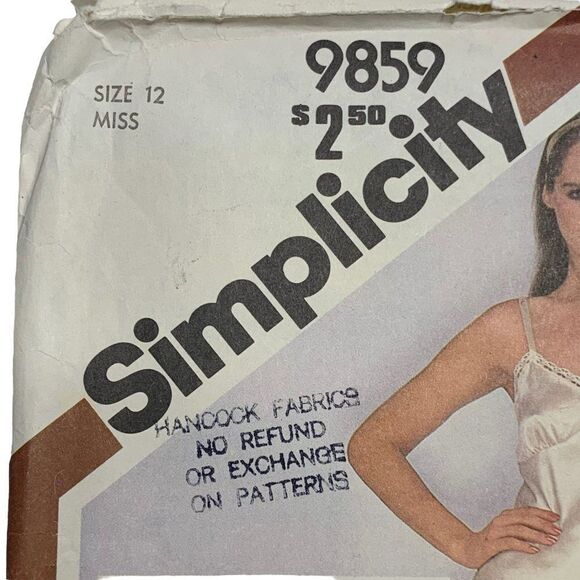 SIZE 12
MISS
9859
$2.50
Simplicity
HANCOCK FABRICS
NO REFUND
OR EXCHANGE
ON PATTERNS